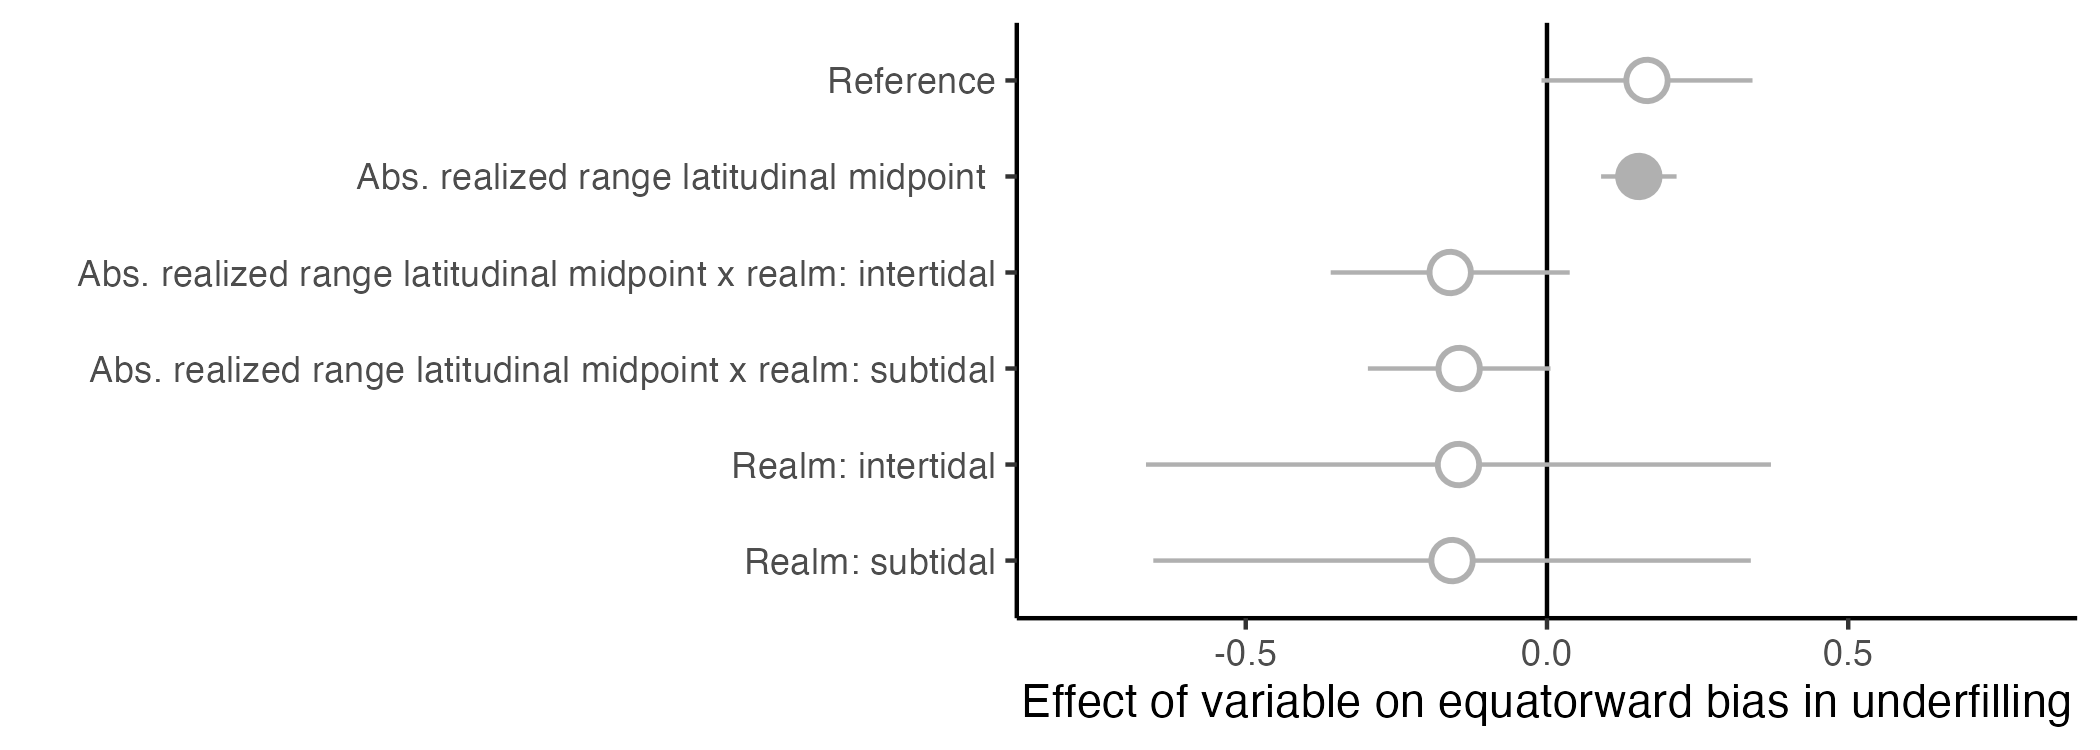 Reference
Abs. realized range latitudinal midpoint
Abs. realized range latitudinal midpoint x realm: intertidal
Abs. realized range latitudinal midpoint x realm: subtidal
Realm: intertidal
Realm: subtidal
-0.5 0.0 0.5
Effect of variable on equatorward bias in underfilling